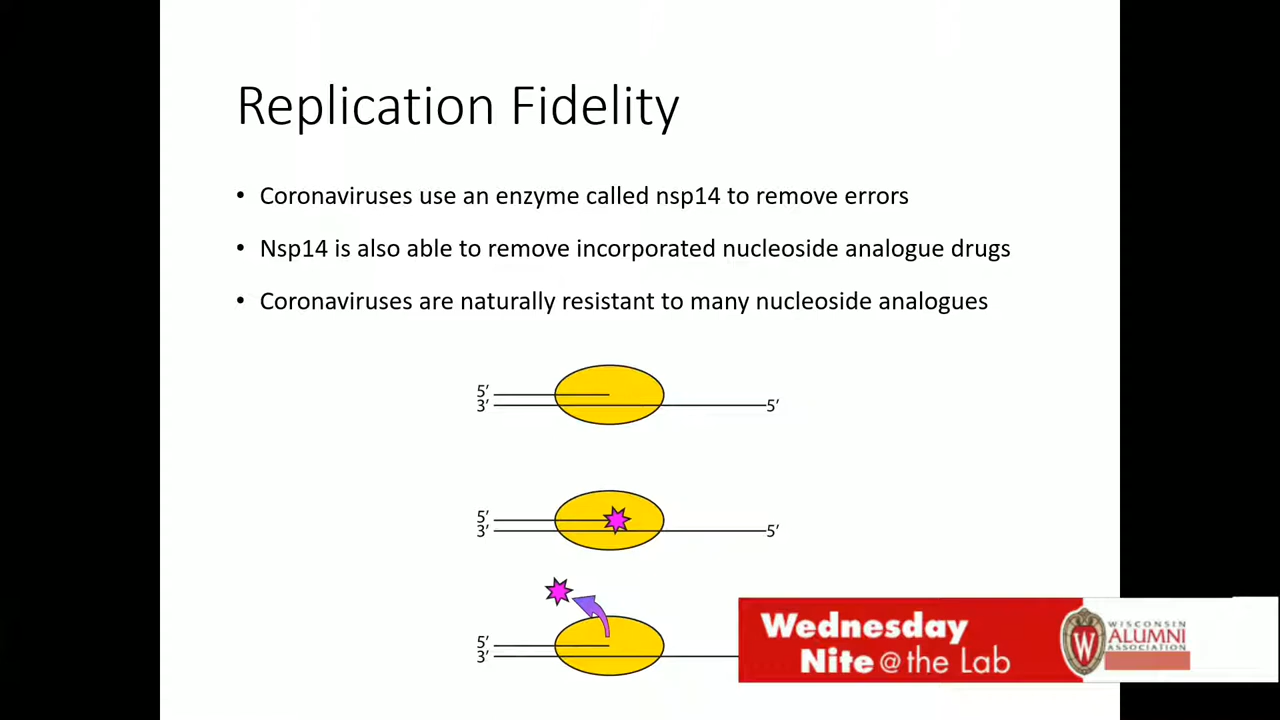 Replication Fidelity
• Coronaviruses use an enzyme called nsp14 to remove errors
• Nsp14 is also able to remove incorporated nucleoside analogue drugs
• Coronaviruses are naturally resistant to many nucleoside analogues
5′
3′ 5′
5′
3′ 5′
5′
3′
Wednesday
Nite @ the Lab
W
WISCONSIN
ALUMNI
ASSOCIATION